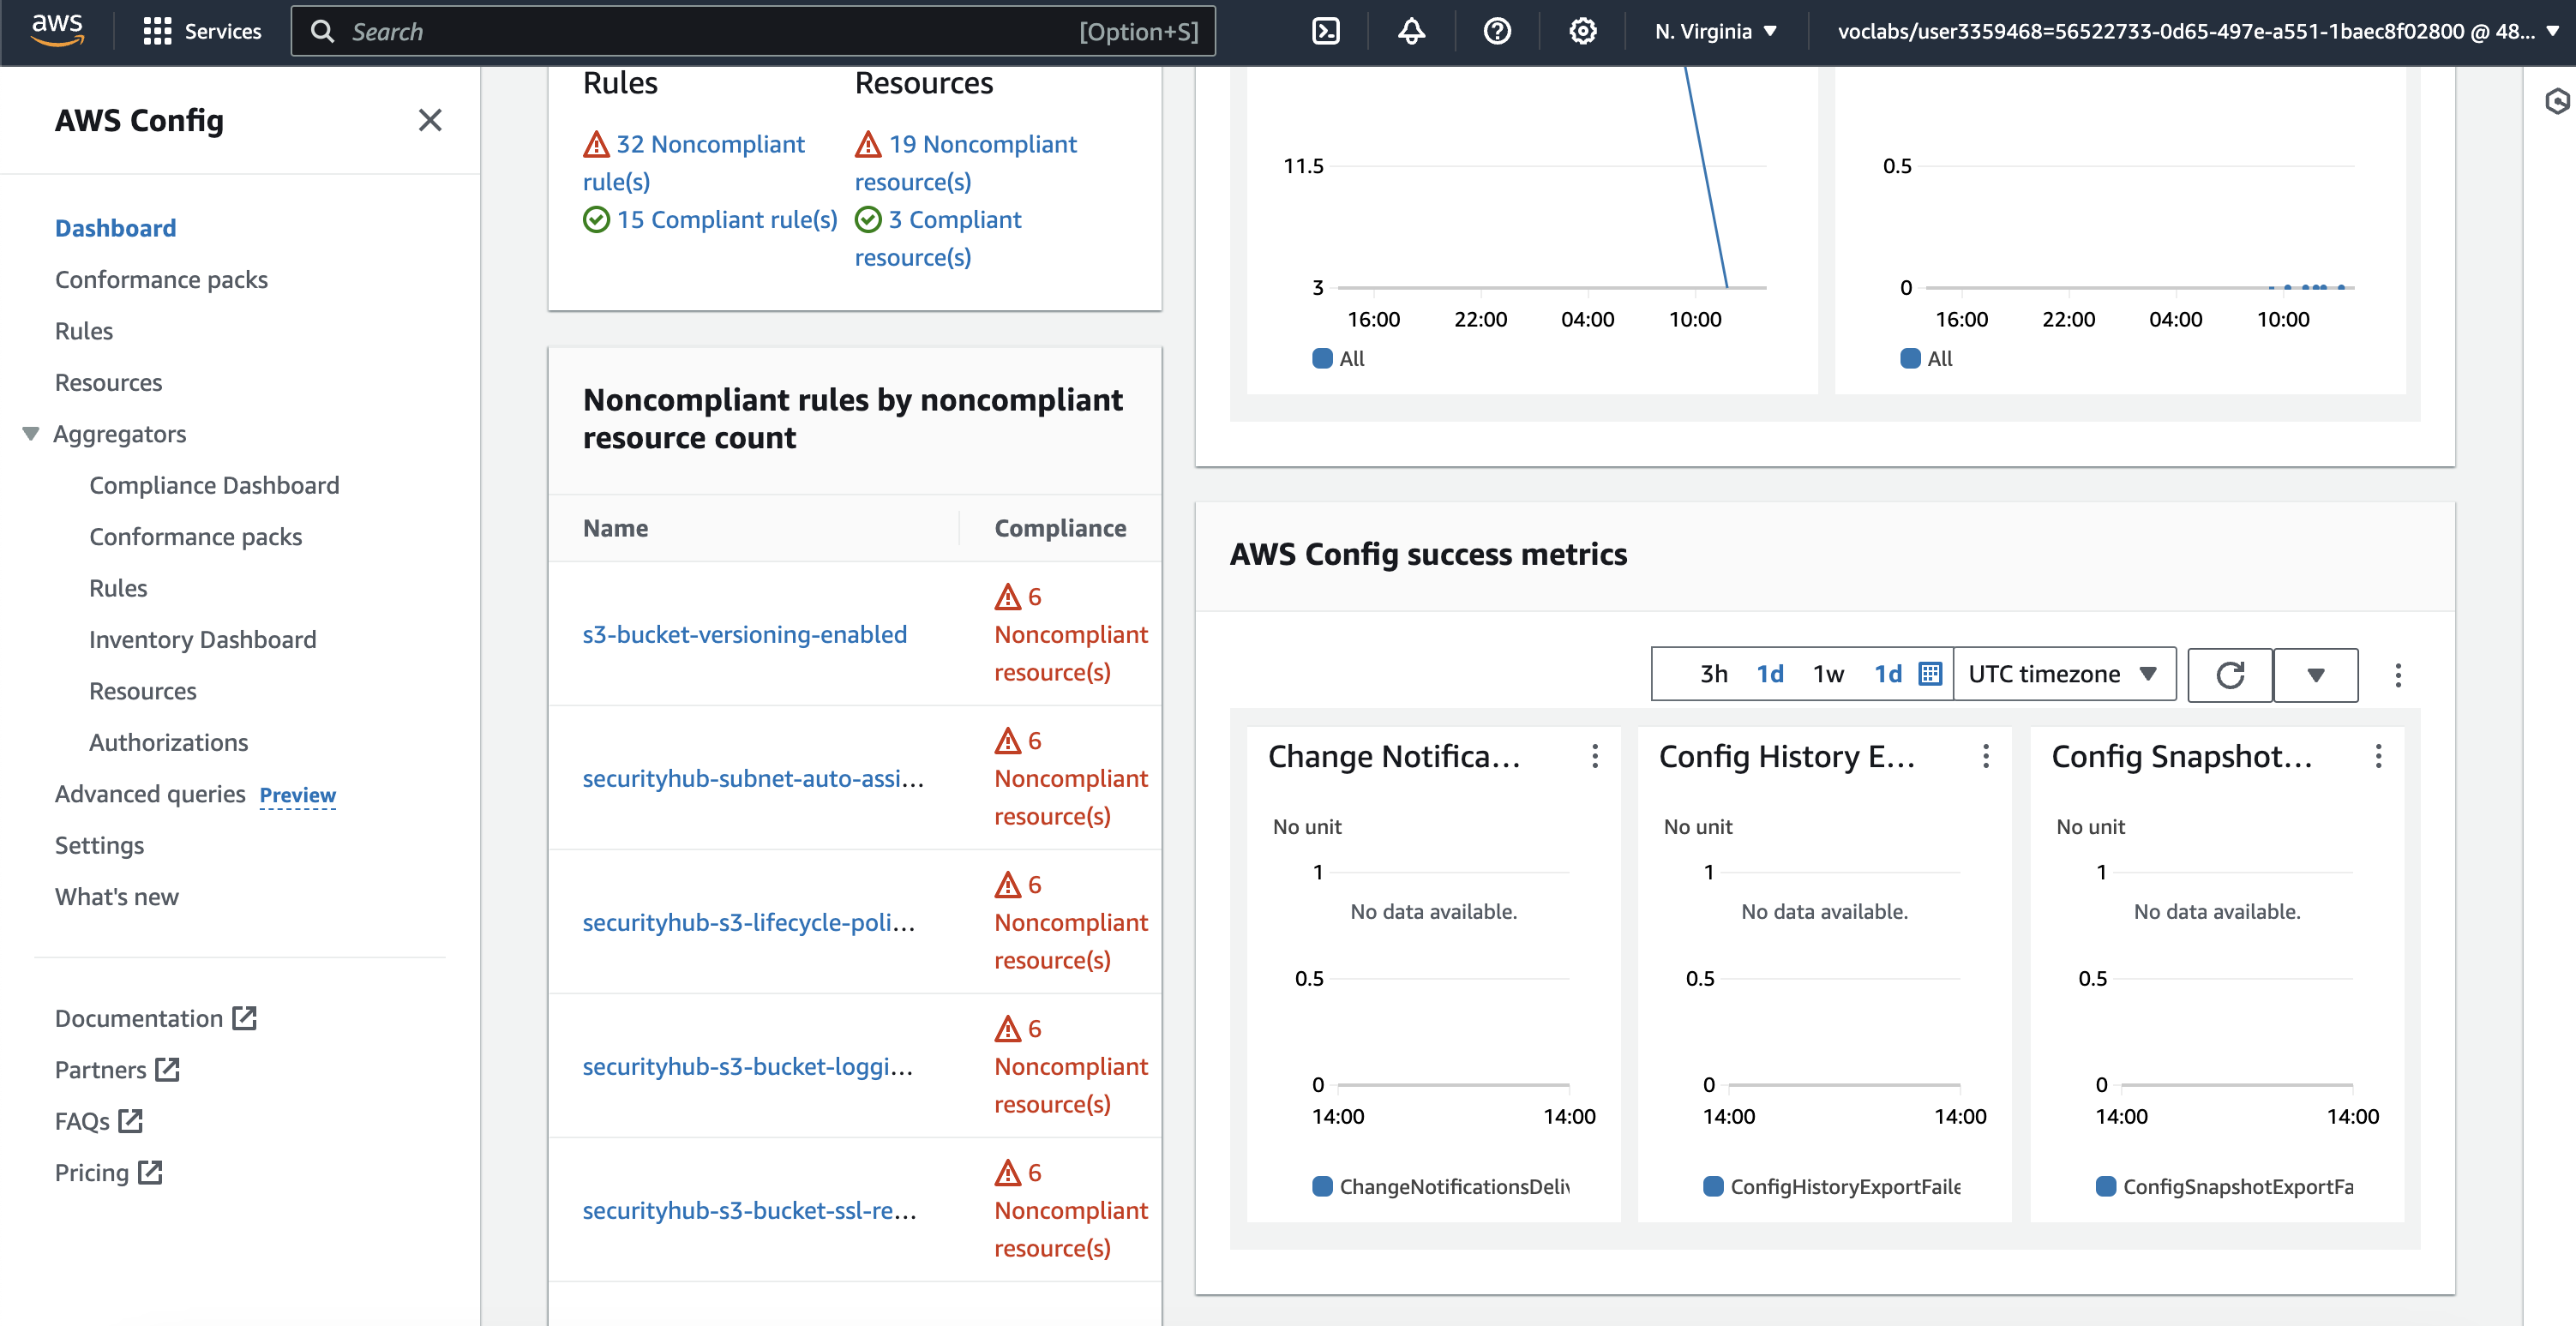 aws
Services
Search
[Option+S]
N. Virginia
voclabs/user3359468=56522733-0d65-497e-a551-1baec8f02800 @ 48...
AWS Config
Dashboard
Conformance packs
Rules
Resources
Aggregators
Compliance Dashboard
Conformance packs
Rules
Inventory Dashboard
Resources
Authorizations
Advanced queries Preview
Settings
What's new
Documentation
Partners
FAQs
Pricing
Rules
32 Noncompliant
rule(s)
15 Compliant rule(s)
Resources
19 Noncompliant
resource(s)
3 Compliant
resource(s)
Noncompliant rules by noncompliant
resource count
Name
Compliance
s3-bucket-versioning-enabled
6
Noncompliant
resource(s)
securityhub-subnet-auto-assi...
6
Noncompliant
resource(s)
securityhub-s3-lifecycle-poli...
6
Noncompliant
resource(s)
securityhub-s3-bucket-loggi...
6
Noncompliant
resource(s)
securityhub-s3-bucket-ssl-re...
6
Noncompliant
resource(s)
11.5
3
16:00 22:00 04:00 10:00
All
0.5
0
16:00 22:00 04:00 10:00
All
AWS Config success metrics
3h 1d 1w 1d
UTC timezone
Change Notifica...
No unit
1
No data available.
0.5
0
14:00 14:00
ChangeNotificationsDeliv
Config History E...
No unit
1
No data available.
0.5
0
14:00 14:00
ConfigHistoryExportFaile
Config Snapshot...
No unit
1
No data available.
0.5
0
14:00 14:00
ConfigSnapshotExportFa